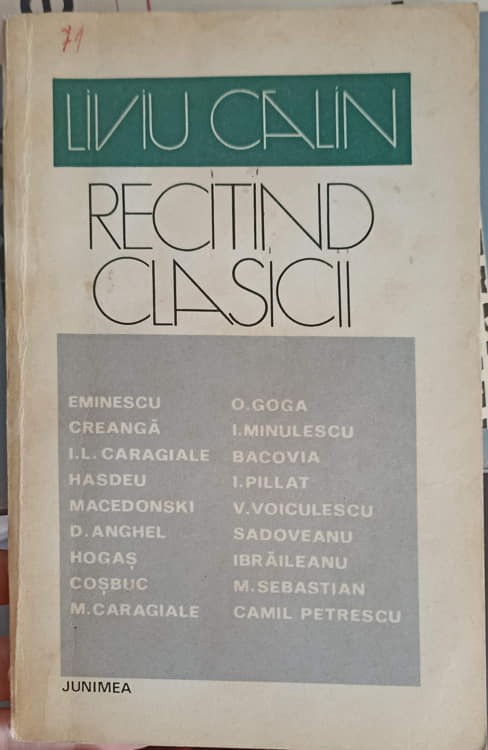 71
LIVIU CALIN
RECITIND
CLASICII
EMINESCU
CREANGĂ
I.L. CARAGIALE
HASDEU
MACEDONSKI
D. ANGHEL
HOGAȘ
COȘBUC
M. CARAGIALE
O. GOGA
I. MINULESCU
BACOVIA
I. PILLAT
V. VOICULESCU
SADOVEANU
IBRĂILEANU
M. SEBASTIAN
CAMIL PETRESCU
JUNIMEA